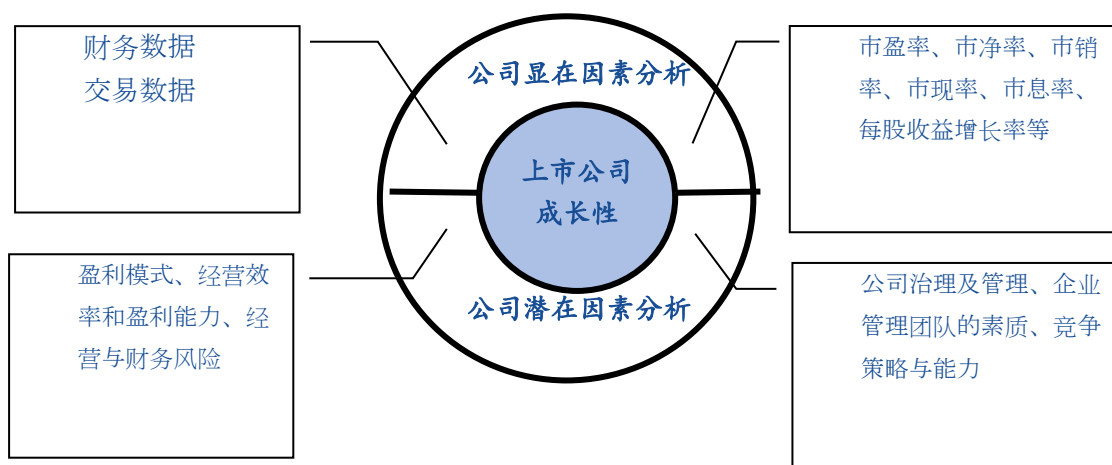 财务数据
交易数据
公司显在因素分析
市盈率、市净率、市销
率、市现率、市息率、
每股收益增长率等
上市公司
成长性
盈利模式、经营效
率和盈利能力、经
营与财务风险
公司潜在因素分析
公司治理及管理、企业
管理团队的素质、竞争
策略与能力